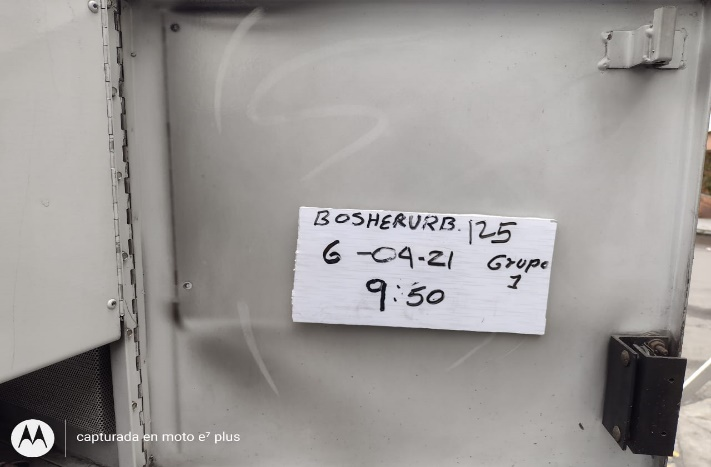 BOSHERURB. 125
6 -04-21 Grupo 1
9:50
capturada en moto e⁷ plus